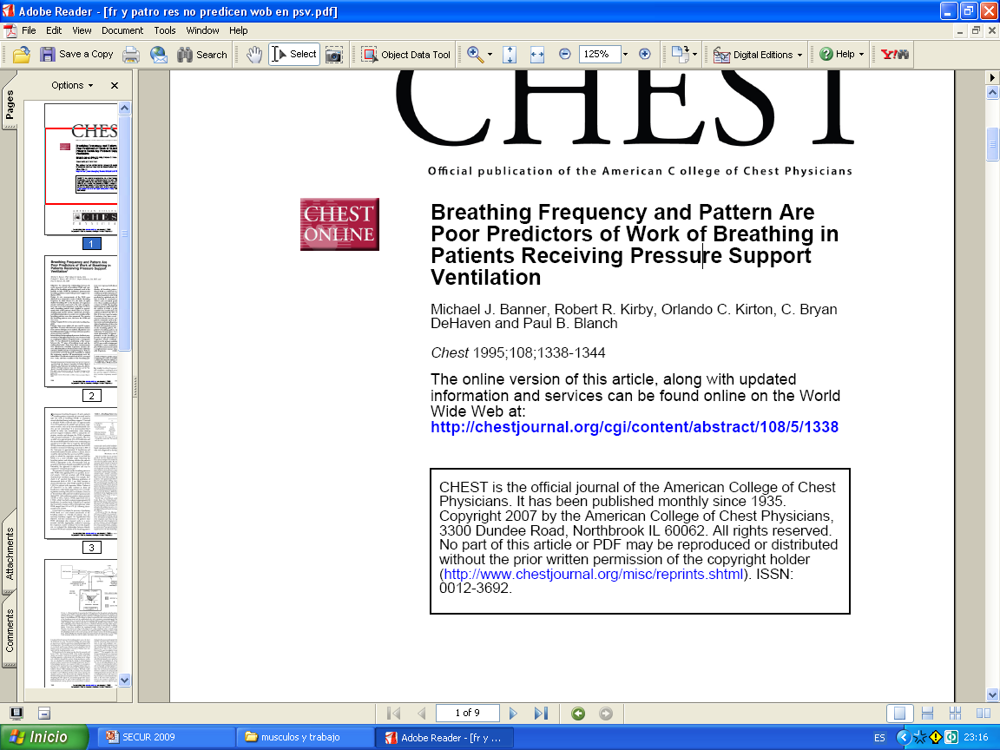 Adobe Reader - [fr y patro res no predicen wob en psv.pdf]
File Edit View Document Tools Window Help
Save a Copy Search Select Object Data Tool 125% Digital Editions Help Y!
Options
Pages
Attachments
Comments
1
2
3
CHEST
Official publication of the American C ollege of Chest Physicians
CHEST
ONLINE
Breathing Frequency and Pattern Are
Poor Predictors of Work of Breathing in
Patients Receiving Pressure Support
Ventilation
Michael J. Banner, Robert R. Kirby, Orlando C. Kirton, C. Bryan
DeHaven and Paul B. Blanch
Chest 1995;108;1338-1344
The online version of this article, along with updated
information and services can be found online on the World
Wide Web at:
http://chestjournal.org/cgi/content/abstract/108/5/1338
CHEST is the official journal of the American College of Chest
Physicians. It has been published monthly since 1935.
Copyright 2007 by the American College of Chest Physicians,
3300 Dundee Road, Northbrook IL 60062. All rights reserved.
No part of this article or PDF may be reproduced or distributed
without the prior written permission of the copyright holder
(http://www.chestjournal.org/misc/reprints.shtml). ISSN:
0012-3692.
1 of 9
Inicio SECUR 2009 musculos y trabajo Adobe Reader - [fr y ... ES 23:16